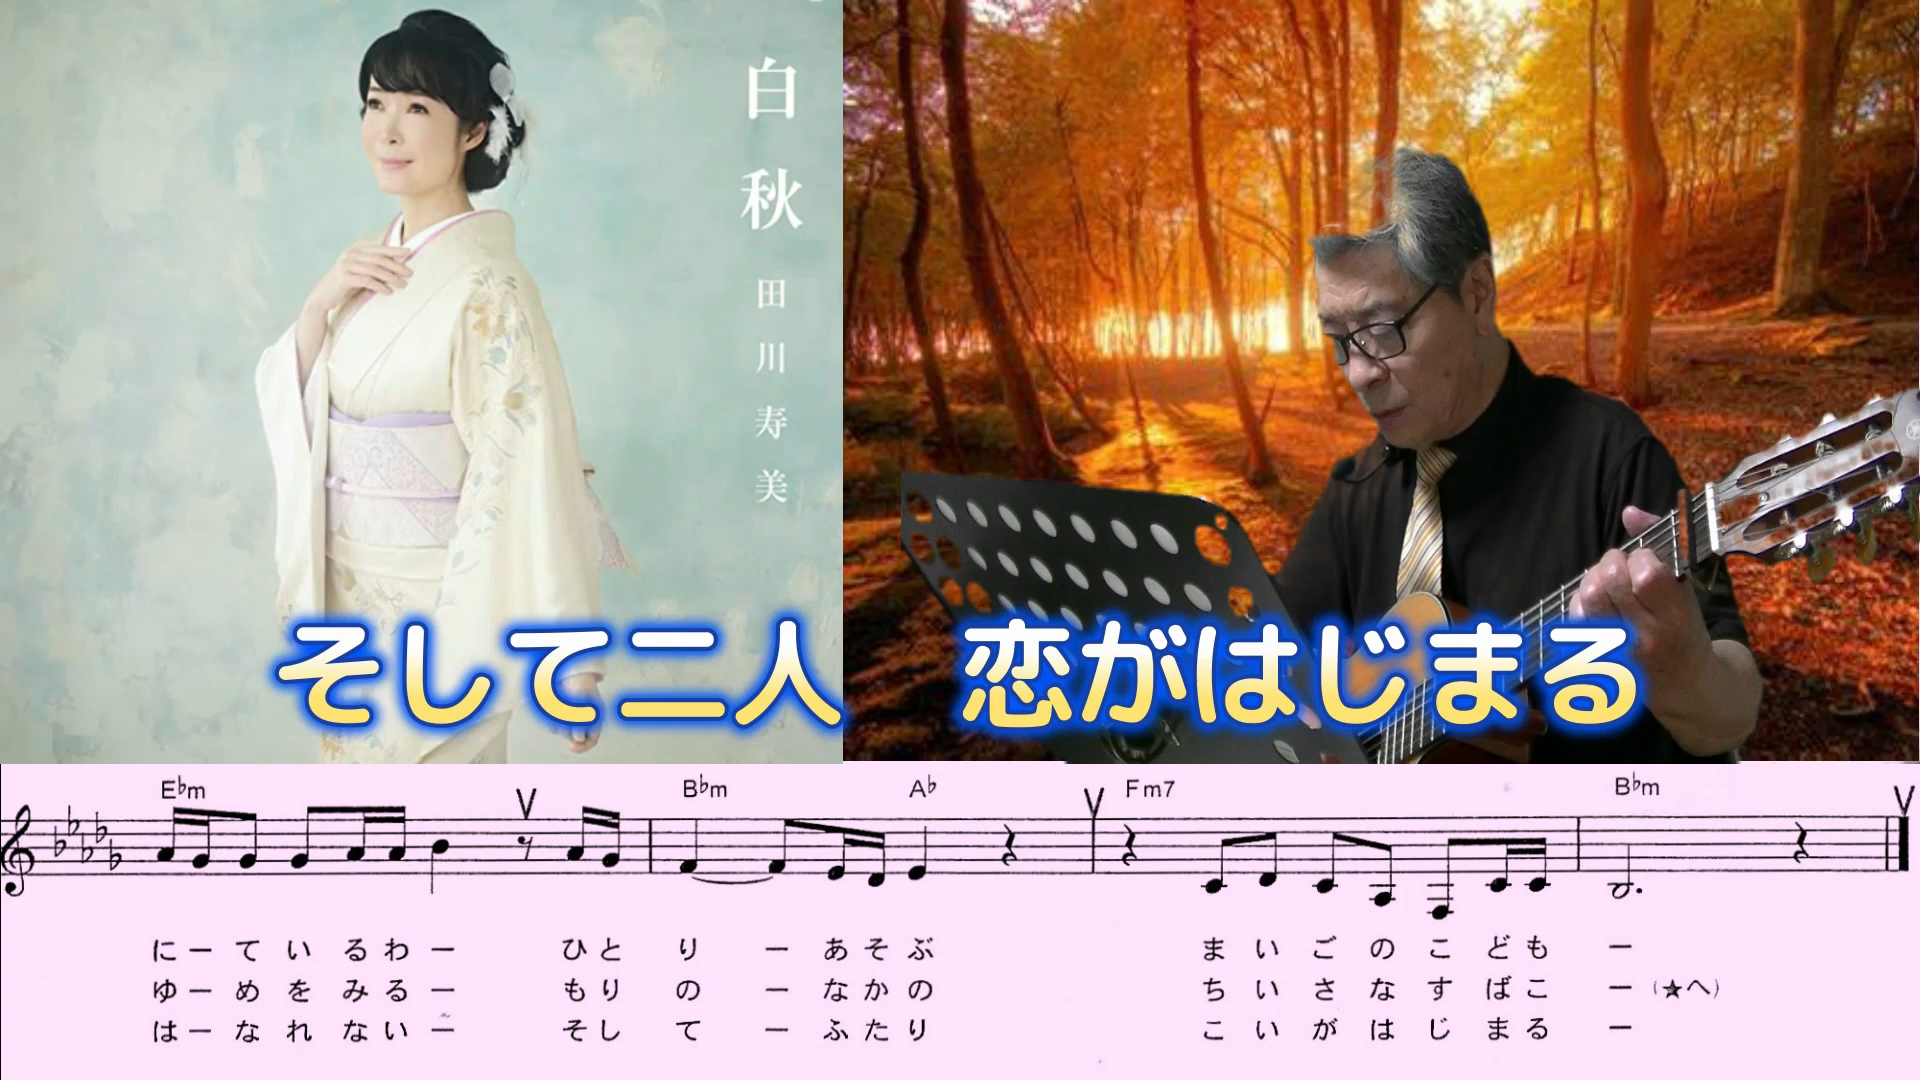 白秋
田川寿美
そして二人 恋がはじまる
E♭m B♭m A♭ Fm7 B♭m
にーているわー ひとりーあそぶ まいごのこどもー
ゆーめをみるー もりのーなかの ちいさなすばこー(★へ)
はーなれないー そしてーふたり こいがはじまるー